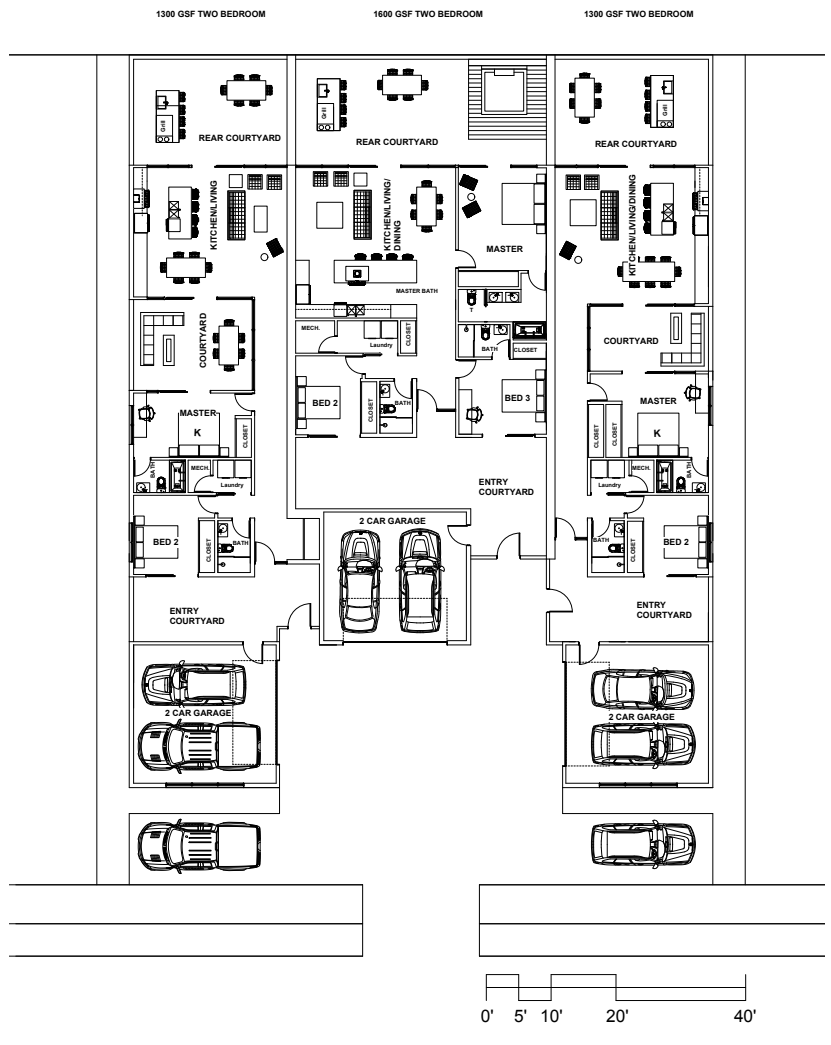 1300 GSF TWO BEDROOM
1600 GSF TWO BEDROOM
1300 GSF TWO BEDROOM
Grill
REAR COURTYARD
Grill
REAR COURTYARD
Grill
REAR COURTYARD
KITCHEN/LIVING
KITCHEN/LIVING/
DINING
MASTER
KITCHEN/LIVING/DINING
MASTER BATH
T
COURTYARD
MECH.
Laundry
CLOSET
BATH
CLOSET
COURTYARD
BED 2
CLOSET
BATH
BED 3
MASTER
K
CLOSET
MASTER
K
CLOSET
CLOSET
BATH
MECH.
Laundry
ENTRY
COURTYARD
Laundry
MECH.
BATH
2 CAR GARAGE
BED 2
CLOSET
BATH
BATH
CLOSET
BED 2
ENTRY
COURTYARD
ENTRY
COURTYARD
2 CAR GARAGE
2 CAR GARAGE
0' 5' 10' 20' 40'